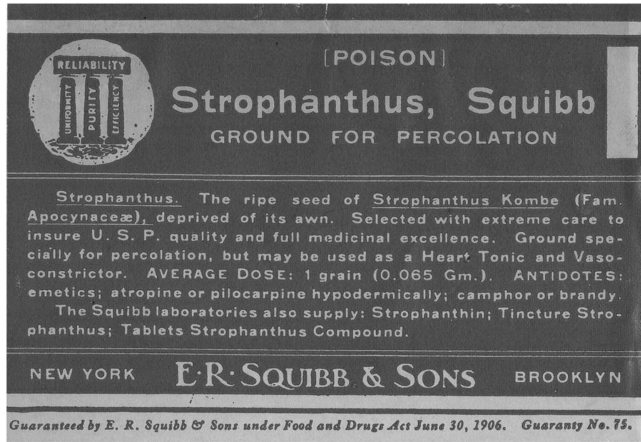 RELIABILITY
UNIFORMITY
PURITY
EFFICIENCY
[POISON]
Strophanthus, Squibb
GROUND FOR PERCOLATION
Strophanthus. The ripe seed of Strophanthus Kombe (Fam.
Apocynaceæ), deprived of its awn. Selected with extreme care to
insure U. S. P. quality and full medicinal excellence. Ground spe-
cially for percolation, but may be used as a Heart Tonic and Vaso-
constrictor. AVERAGE DOSE: 1 grain (0.065 Gm.). ANTIDOTES:
emetics; atropine or pilocarpine hypodermically; camphor or brandy.
The Squibb laboratories also supply: Strophanthin; Tincture Stro-
phanthus; Tablets Strophanthus Compound.
NEW YORK E·R·SQUIBB & SONS BROOKLYN
Guaranteed by E. R. Squibb & Sons under Food and Drugs Act June 30, 1906. Guaranty No. 75.